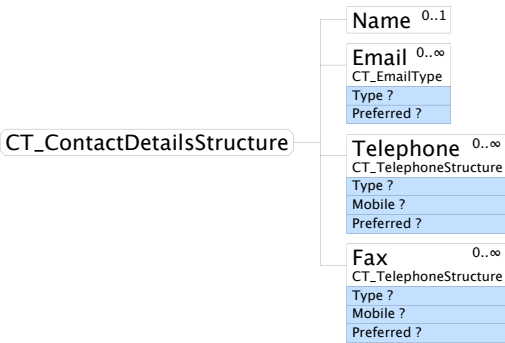 Name 0..1
Email 0..∞
CT_EmailType
Type ?
Preferred ?
CT_ContactDetailsStructure
Telephone 0..∞
CT_TelephoneStructure
Type ?
Mobile ?
Preferred ?
Fax 0..∞
CT_TelephoneStructure
Type ?
Mobile ?
Preferred ?